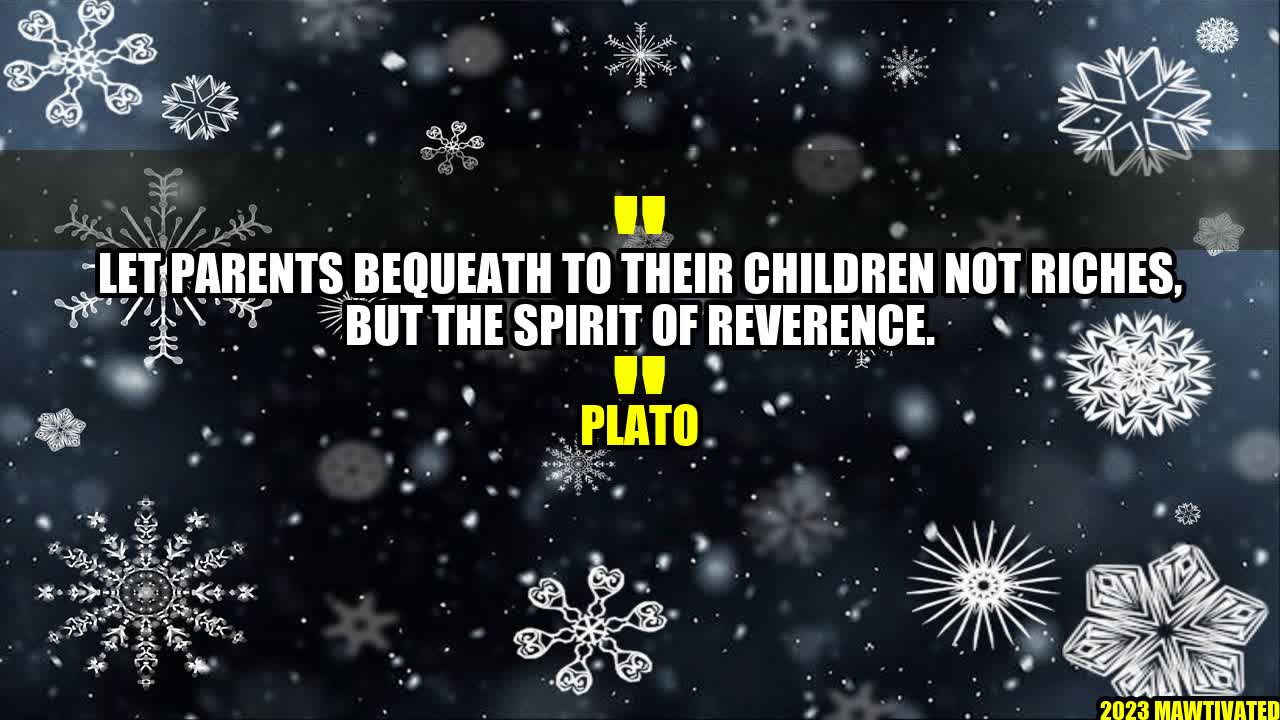 "
LET PARENTS BEQUEATH TO THEIR CHILDREN NOT RICHES,
BUT THE SPIRIT OF REVERENCE.
"
PLATO
2023 MAWTIVATED